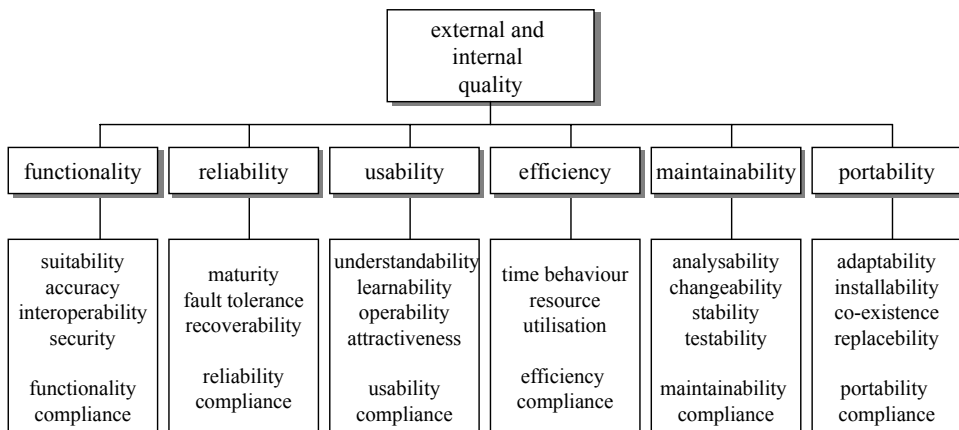 external and
internal
quality
functionality
reliability
usability
efficiency
maintainability
portability
suitability
accuracy
interoperability
security
functionality
compliance
maturity
fault tolerance
recoverability
reliability
compliance
understandability
learnability
operability
attractiveness
usability
compliance
time behaviour
resource
utilisation
efficiency
compliance
analysability
changeability
stability
testability
maintainability
compliance
adaptability
installability
co-existence
replacebility
portability
compliance